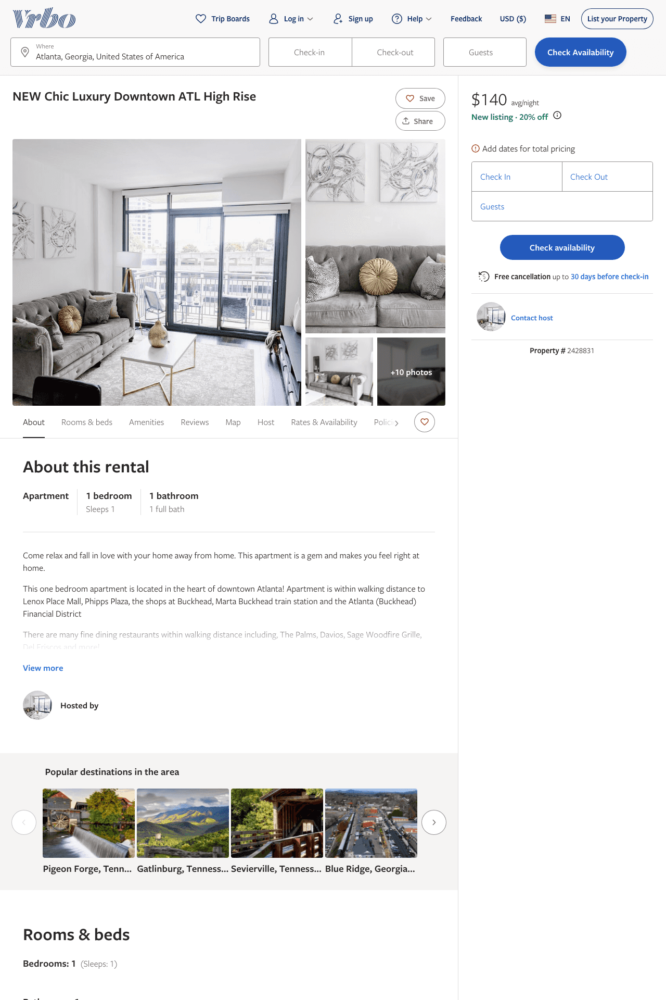 Vrbo
Trip Boards
Log in
Sign up
Help
Feedback
USD ($)
EN
List your Property
Where
Atlanta, Georgia, United States of America
Check-in
Check-out
Guests
Check Availability
NEW Chic Luxury Downtown ATL High Rise
Save
Share
+10 photos
$140 avg/night
New listing · 20% off
Add dates for total pricing
Check In
Check Out
Guests
Check availability
Free cancellation up to 30 days before check-in
Contact host
Property # 2428831
About
Rooms & beds
Amenities
Reviews
Map
Host
Rates & Availability
About this rental
Apartment
1 bedroom
Sleeps 1
1 bathroom
1 full bath
Come relax and fall in love with your home away from home. This apartment is a gem and makes you feel right at
home.
This one bedroom apartment is located in the heart of downtown Atlanta! Apartment is within walking distance to
Lenox Place Mall, Phipps Plaza, the shops at Buckhead, Marta Buckhead train station and the Atlanta (Buckhead)
Financial District
There are many fine dining restaurants within walking distance including, The Palms, Davios, Sage Woodfire Grille,
Del Friscos and more!
View more
Hosted by
Popular destinations in the area
Pigeon Forge, Tenn...
Gatlinburg, Tenness...
Sevierville, Tenness...
Blue Ridge, Georgia...
Rooms & beds
Bedrooms: 1 (Sleeps: 1)